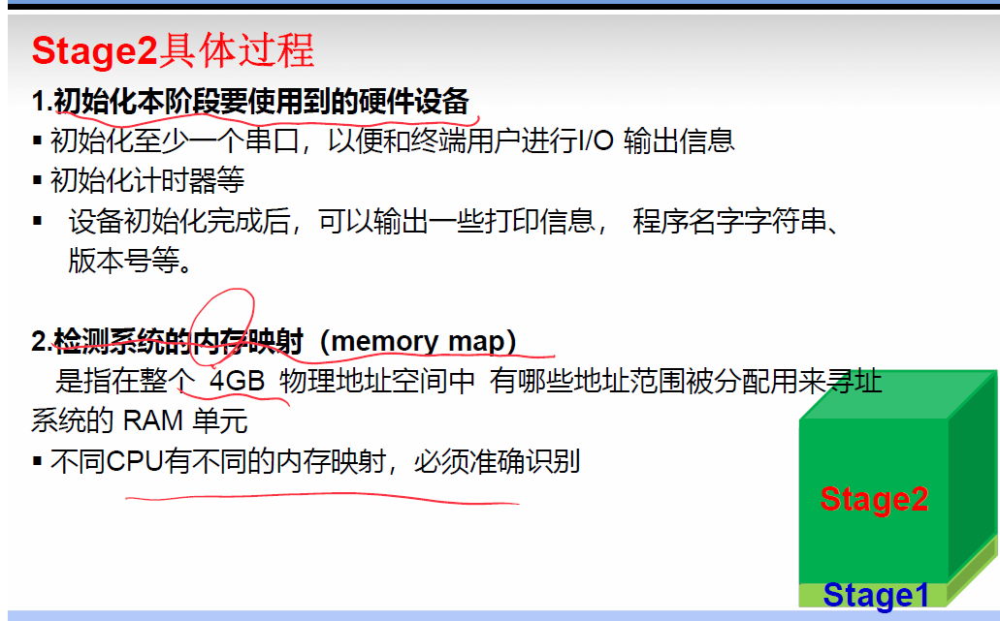 Stage2具体过程
1.初始化本阶段要使用到的硬件设备
▪ 初始化至少一个串口，以便和终端用户进行I/O 输出信息
▪ 初始化计时器等
▪ 设备初始化完成后，可以输出一些打印信息， 程序名字字符串、
版本号等。
2.检测系统的内存映射（memory map）
是指在整个 4GB 物理地址空间中 有哪些地址范围被分配用来寻址
系统的 RAM 单元
▪ 不同CPU有不同的内存映射，必须准确识别
Stage2
Stage1